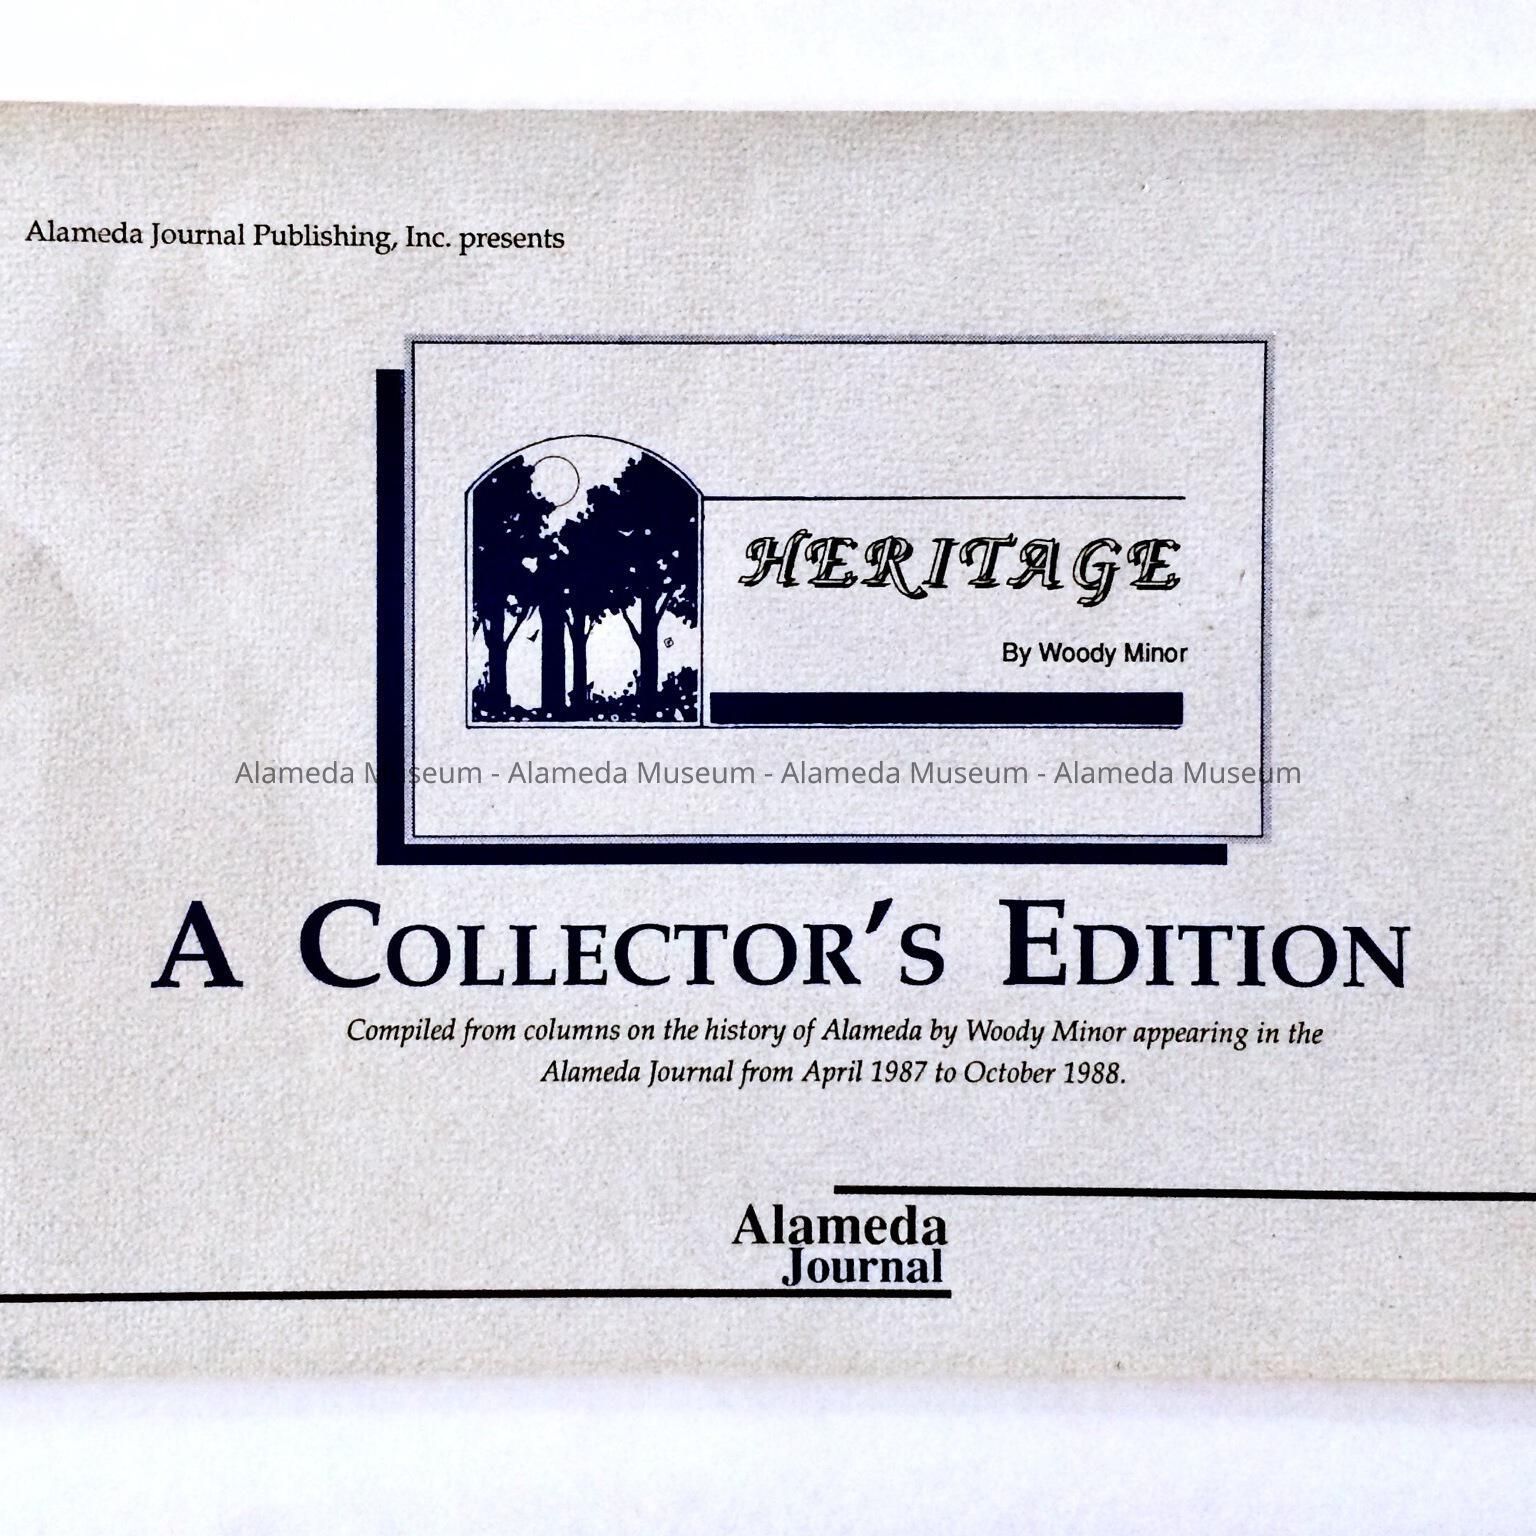 Alameda Journal Publishing, Inc. presents
HERITAGE
By Woody Minor
Alameda Museum - Alameda Museum - Alameda Museum - Alameda Museum
A COLLECTOR'S EDITION
Compiled from columns on the history of Alameda by Woody Minor appearing in the
Alameda Journal from April 1987 to October 1988.
Alameda
Journal